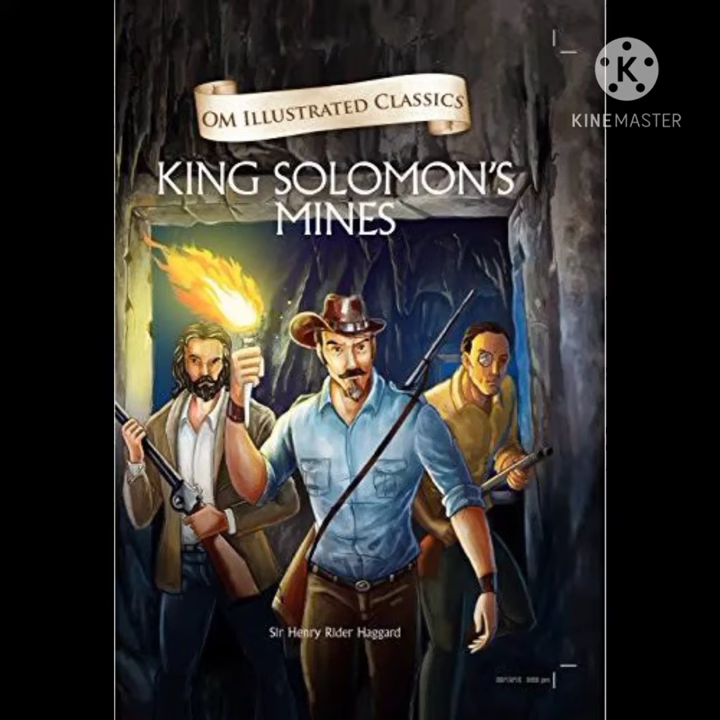 K
KINEMASTER
OM ILLUSTRATED CLASSICS
KING SOLOMON'S
MINES
Sir Henry Rider Haggard